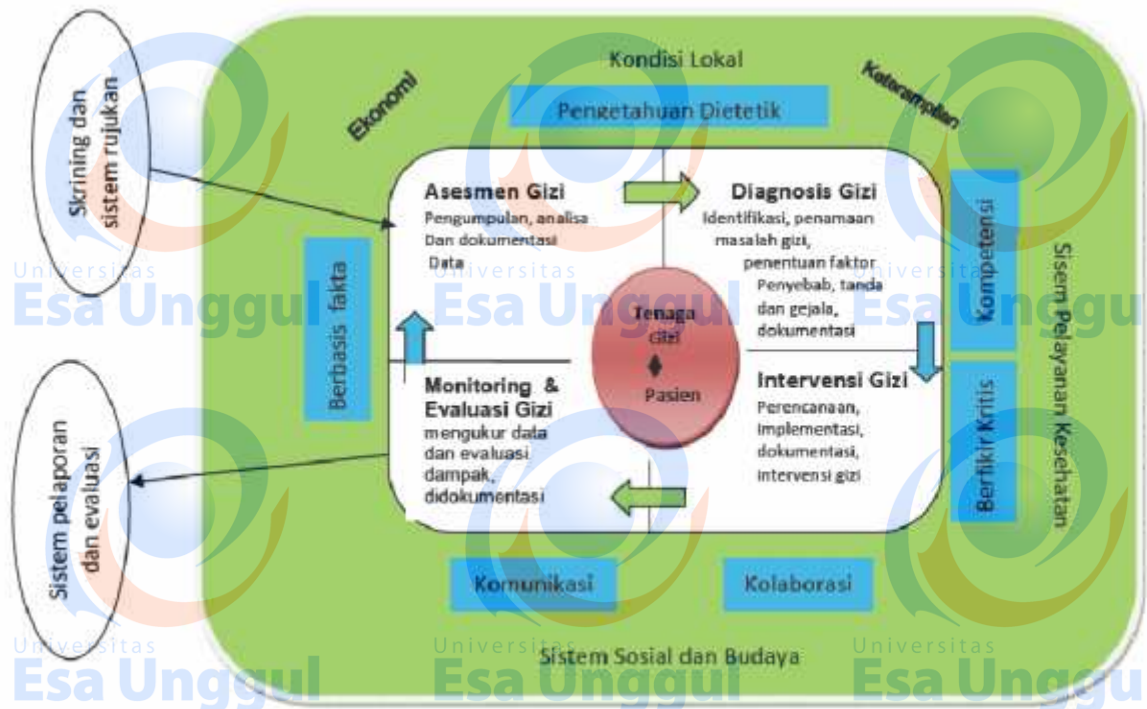 Skrining dan
sistem rujukan
Sistem pelaporan
dan evaluasi
Kondisi Lokal
Ekonomi
Keterampilan
Pengetahuan Dietetik
Asesmen Gizi
Pengumpulan, analisa
Dan dokumentasi
Data
Diagnosis Gizi
Identifikasi, penamaan
masalah gizi,
penentuan faktor
Penyebab, tanda
dan gejala,
dokumentasi
Tenaga
Gizi
Pasien
Monitoring &
Evaluasi Gizi
mengukur data
dan evaluasi
dampak,
didokumentasi
Intervensi Gizi
Perencanaan,
Implementasi,
dokumentasi,
intervensi gizi
Berbasis fakta
Kompetensi
Berfikir Kritis
Sisem Pelayanan Kesehatan
Komunikasi
Kolaborasi
Sistem Sosial dan Budaya
Universitas
Esa Unggul
Universitas
Esa Unggul
Universitas
Esa Unggul
Universitas
Esa Unggul
Universitas
Esa Unggul
Universitas
Esa Unggu